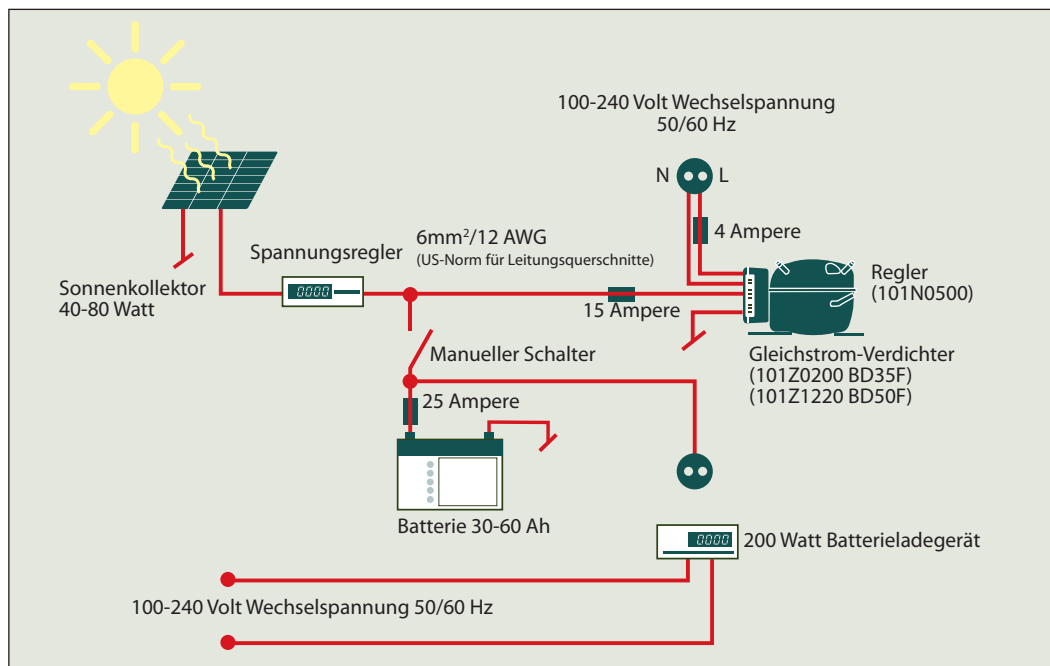 100-240 Volt Wechselspannung
50/60 Hz
N
L
4 Ampere
6mm²/12 AWG
(US-Norm für Leitungsquerschnitte)
Spannungsregler
0000
Sonnenkollektor
40-80 Watt
15 Ampere
Regler
(101N0500)
Manueller Schalter
Gleichstrom-Verdichter
(101Z0200 BD35F)
(101Z1220 BD50F)
25 Ampere
Batterie 30-60 Ah
0000
200 Watt Batterieladegerät
100-240 Volt Wechselspannung 50/60 Hz